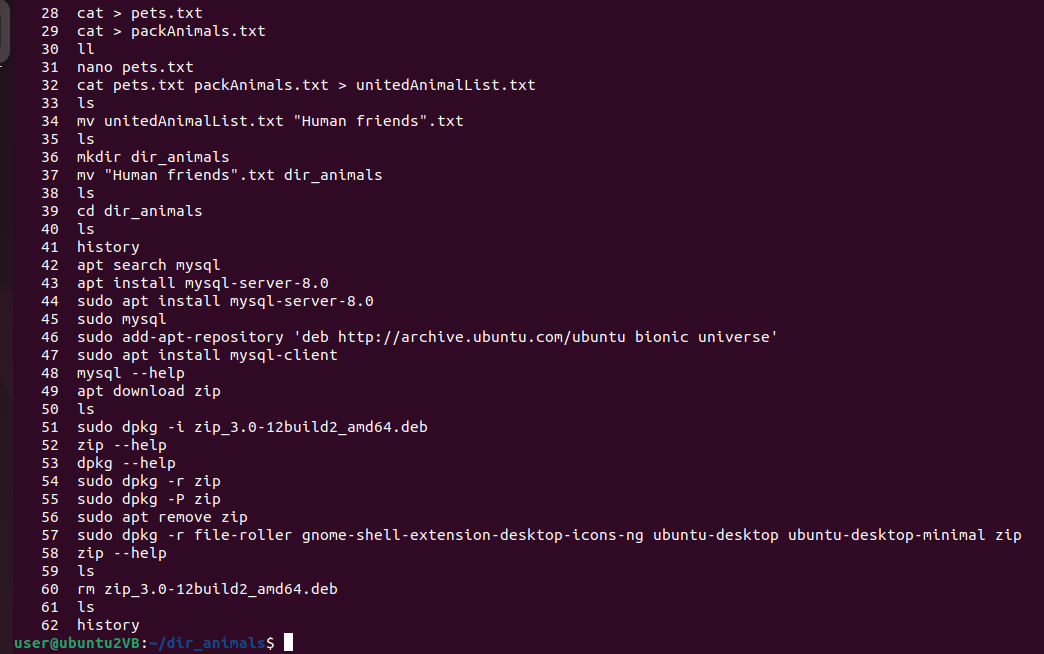 28 cat > pets.txt
29 cat > packAnimals.txt
30 ll
31 nano pets.txt
32 cat pets.txt packAnimals.txt > unitedAnimalList.txt
33 ls
34 mv unitedAnimalList.txt "Human friends".txt
35 ls
36 mkdir dir_animals
37 mv "Human friends".txt dir_animals
38 ls
39 cd dir_animals
40 ls
41 history
42 apt search mysql
43 apt install mysql-server-8.0
44 sudo apt install mysql-server-8.0
45 sudo mysql
46 sudo add-apt-repository 'deb http://archive.ubuntu.com/ubuntu bionic universe'
47 sudo apt install mysql-client
48 mysql --help
49 apt download zip
50 ls
51 sudo dpkg -i zip_3.0-12build2_amd64.deb
52 zip --help
53 dpkg --help
54 sudo dpkg -r zip
55 sudo dpkg -P zip
56 sudo apt remove zip
57 sudo dpkg -r file-roller gnome-shell-extension-desktop-icons-ng ubuntu-desktop ubuntu-desktop-minimal zip
58 zip --help
59 ls
60 rm zip_3.0-12build2_amd64.deb
61 ls
62 history
user@ubuntu2VB:~/dir_animals$